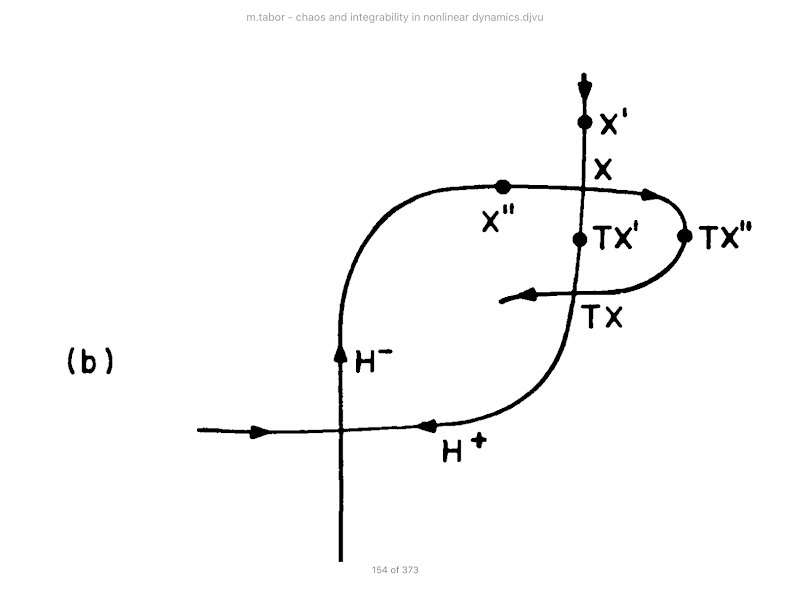 m.tabor - chaos and integrability in nonlinear dynamics.djvu
X'
X
X"
TX'
TX"
TX
(b)
H⁻
H⁺
154 of 373